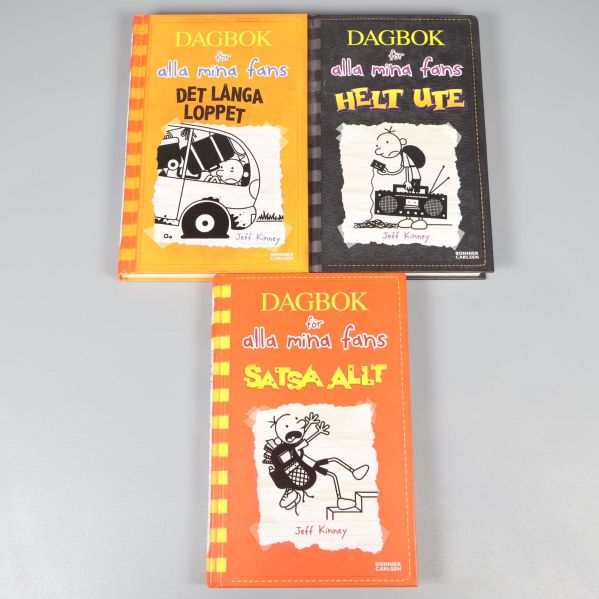 DAGBOK
för
alla mina fans
DET LÅNGA
LOPPET
Jeff Kinney
BONNIER
CARLSEN
DAGBOK
för
alla mina fans
HELT UTE
Jeff Kinney
BONNIER
CARLSEN
DAGBOK
för
alla mina fans
SATSA ALLT
Jeff Kinney
BONNIER
CARLSEN